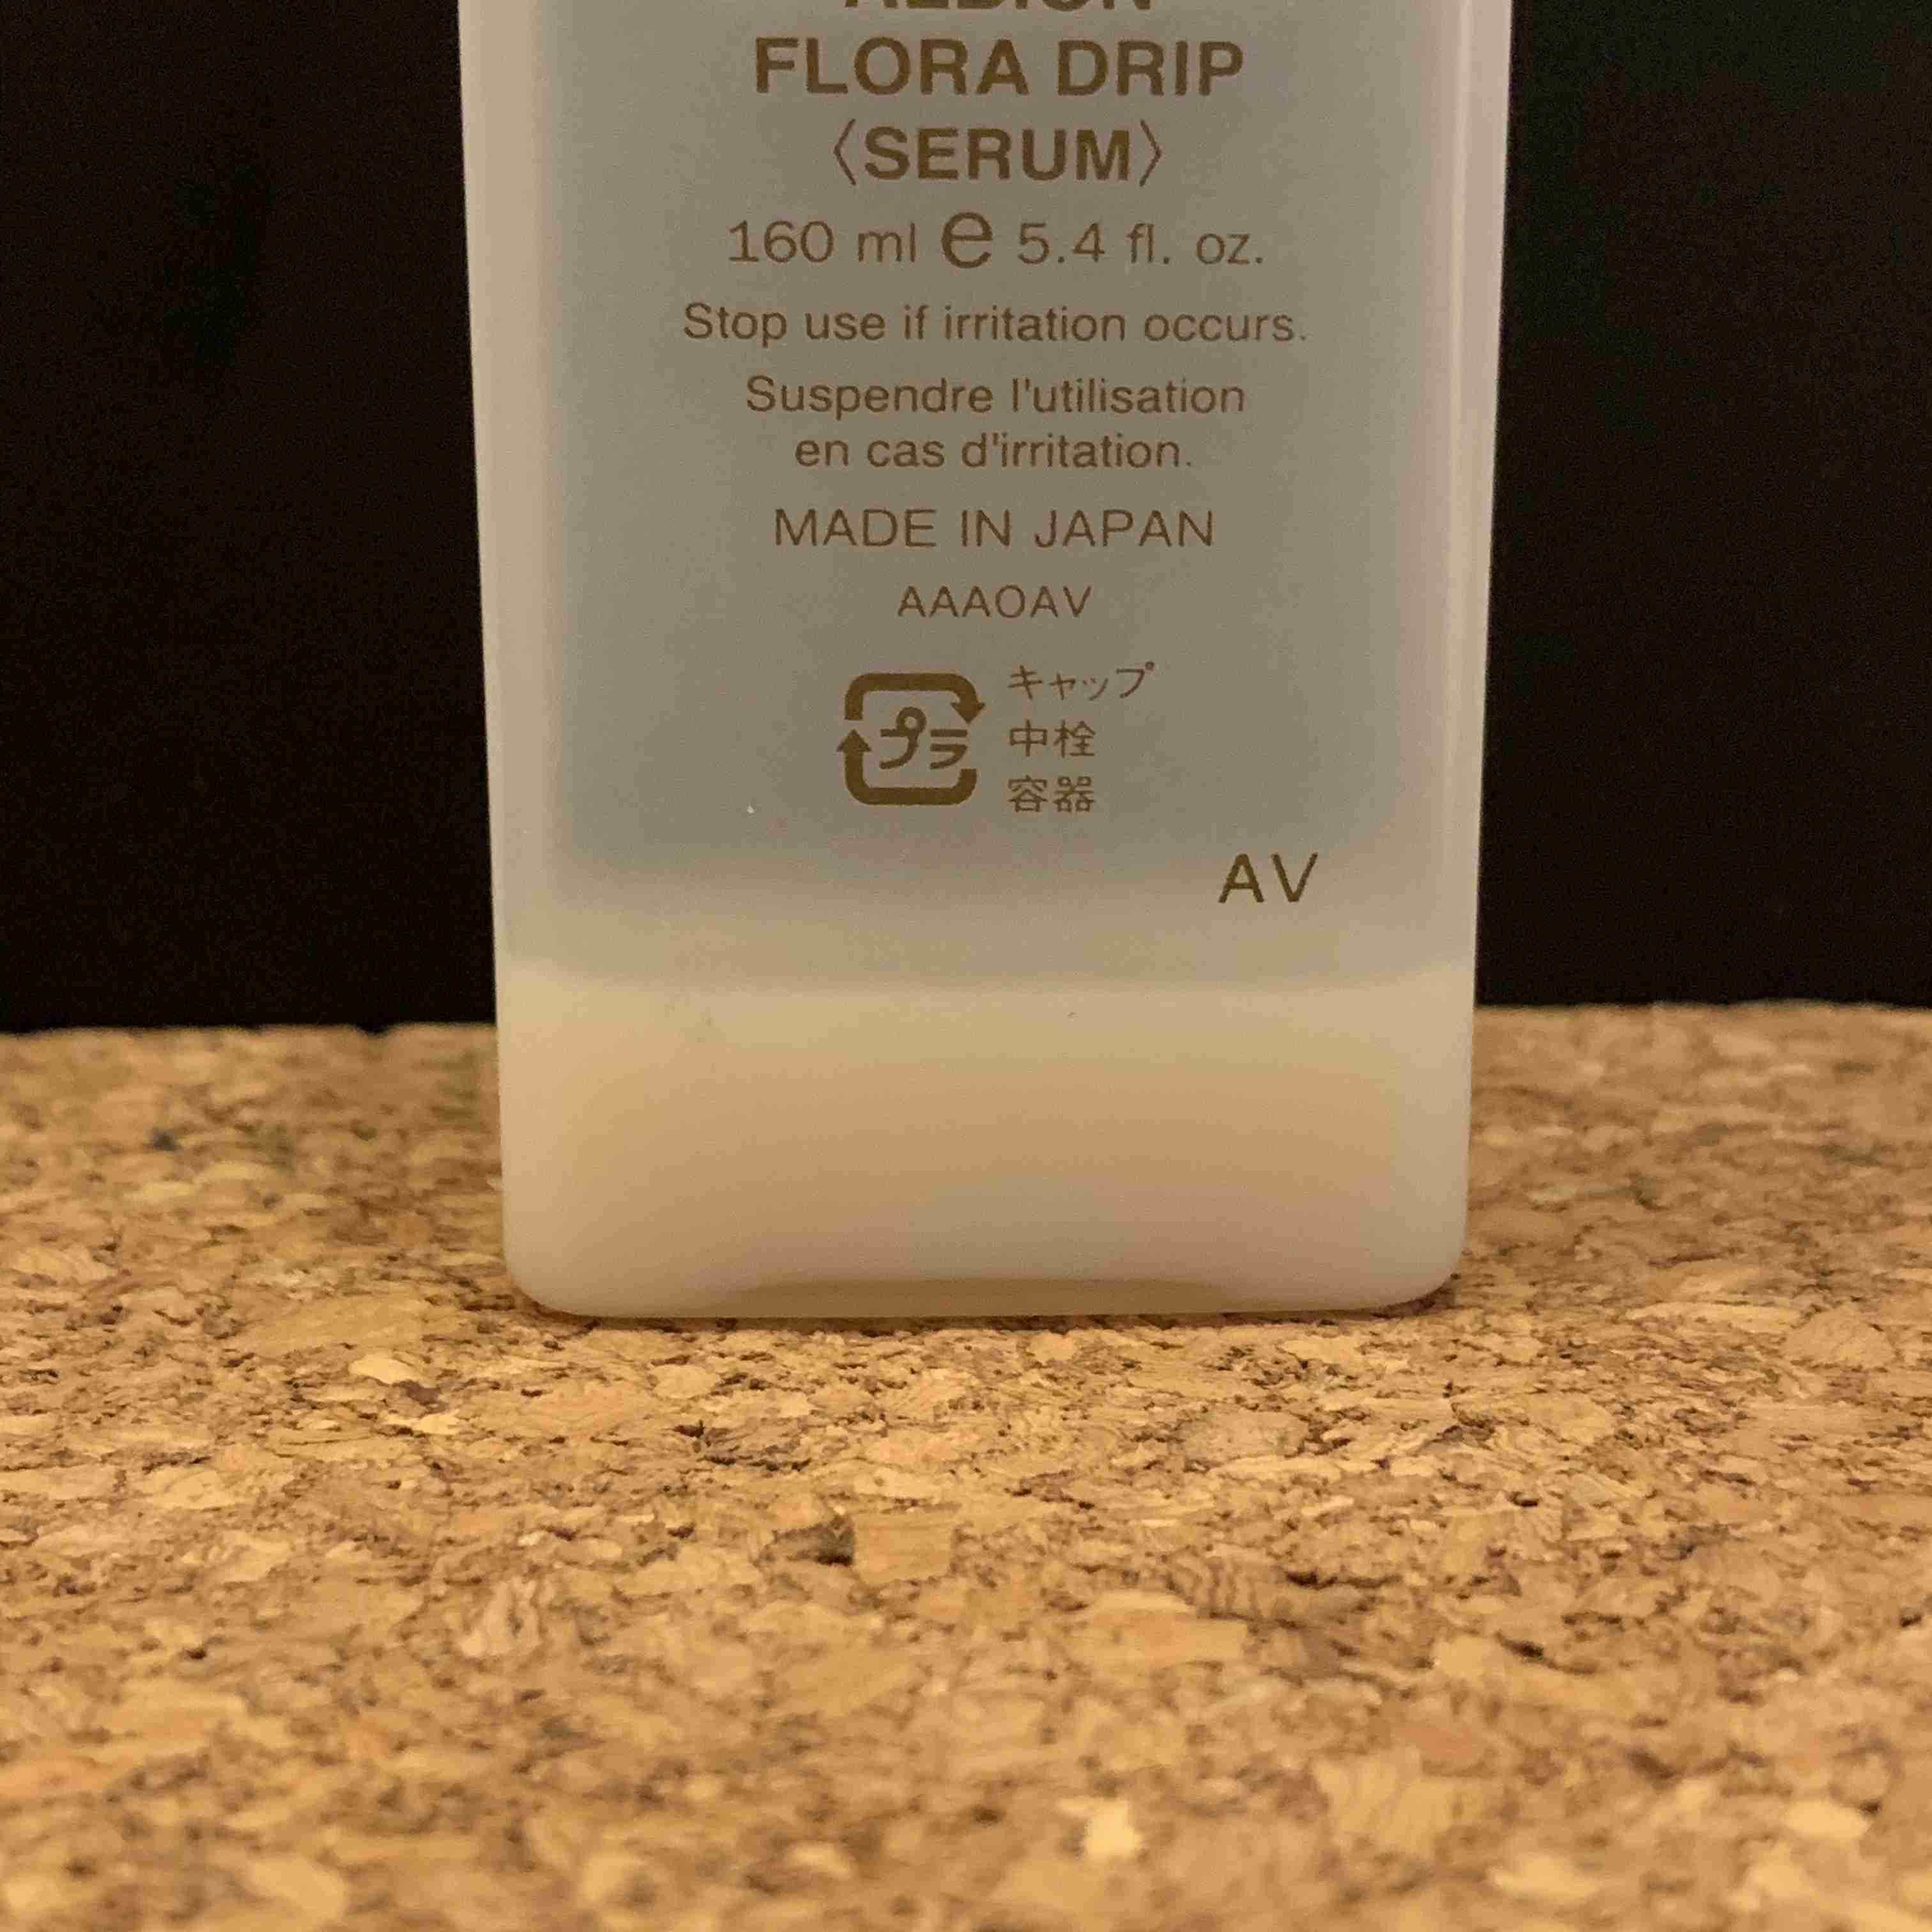 ALBION
FLORA DRIP
〈SERUM〉
160 ml e 5.4 fl. oz.
Stop use if irritation occurs.
Suspendre l'utilisation
en cas d'irritation.
MADE IN JAPAN
AAAOAV
プラ
キャップ
中栓
容器
AV